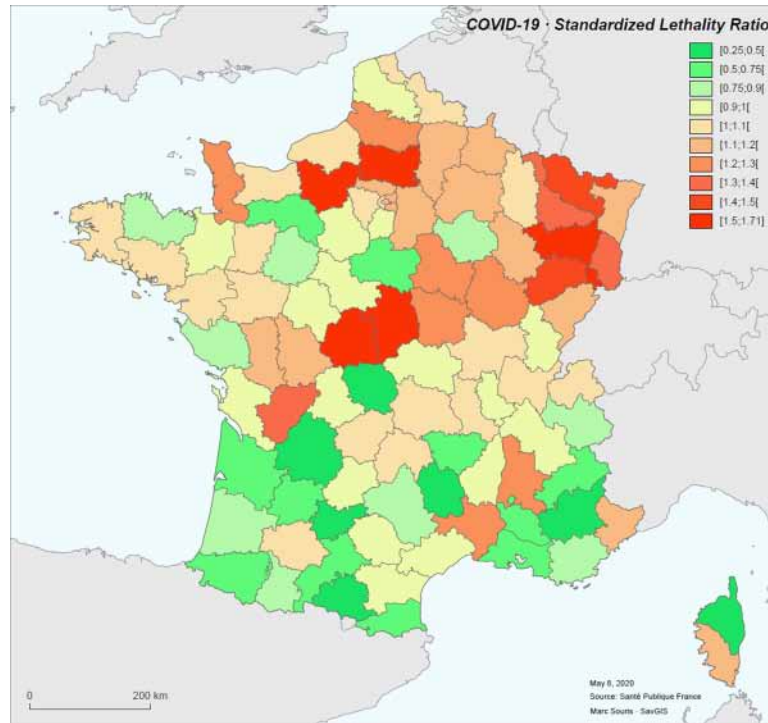 COVID-19 · Standardized Lethality Ratio
[0.25;0.5[
[0.5;0.75[
[0.75;0.9[
[0.9;1[
[1;1.1[
[1.1;1.2[
[1.2;1.3[
[1.3;1.4[
[1.4;1.5[
[1.5;1.71]
May 6, 2020
Source: Santé Publique France
Marc Souris - SavGIS
0 200 km